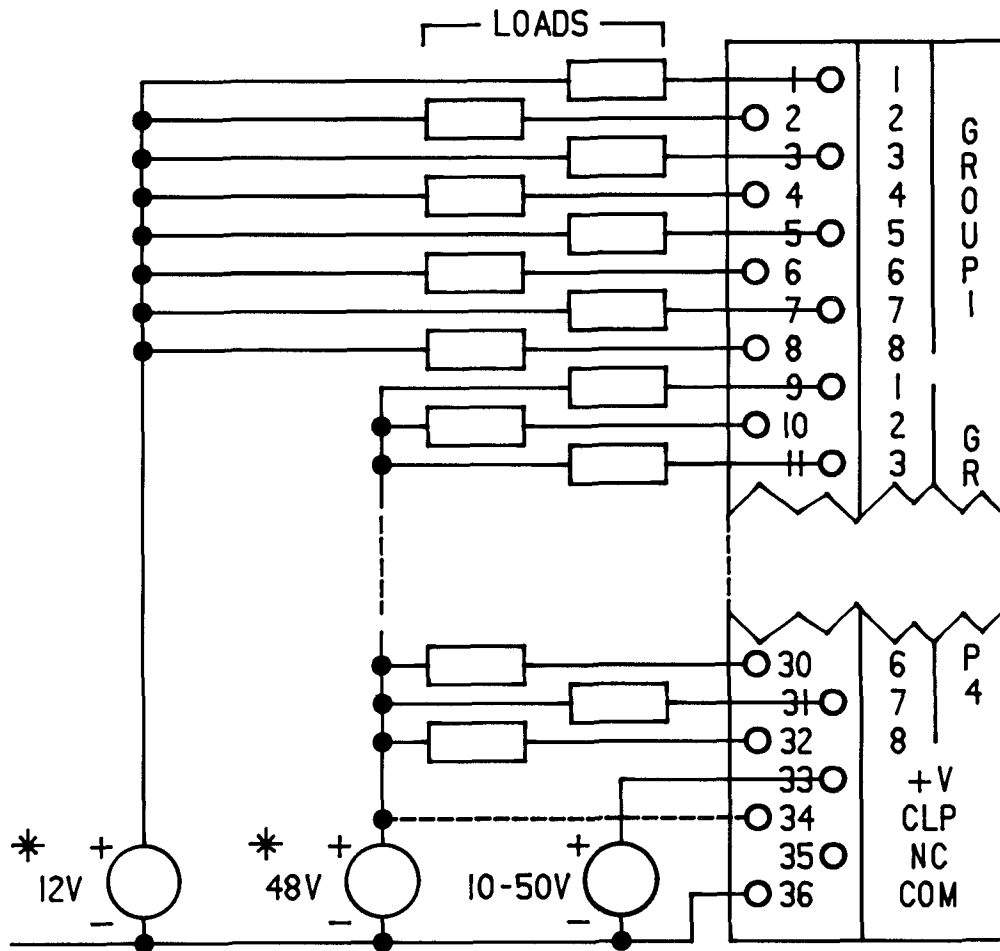 LOADS
1 1
2 2
3 3
4 4
5 5
6 6
7 7
8 8
9 1
10 2
11 3
GROUP 1
GR
30 6
31 7
32 8
P4
33 +V
34 CLP
35 NC
36 COM
* + 12V -
* + 48V -
+ 10-50V -